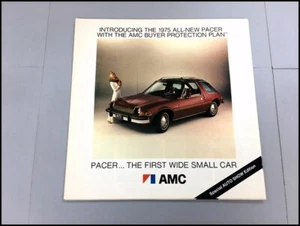 INTRODUCING THE 1975 ALL-NEW PACER
WITH THE AMC BUYER PROTECTION PLAN™
PACER... THE FIRST WIDE SMALL CAR
AMC
Special AUTO SHOW Edition